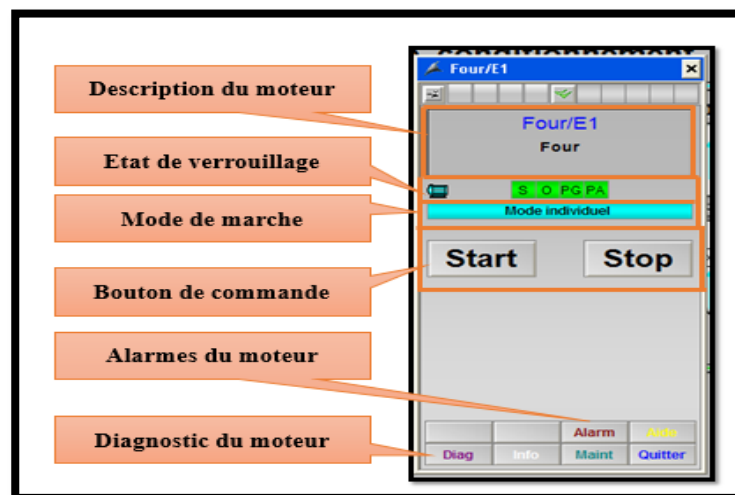 Four/E1
Description du moteur
Four/E1
Four
Etat de verrouillage
S O PG PA
Mode de marche
Mode individuel
Start Stop
Bouton de commande
Alarmes du moteur
Alarm Aide
Diagnostic du moteur
Diag Info Maint Quitter